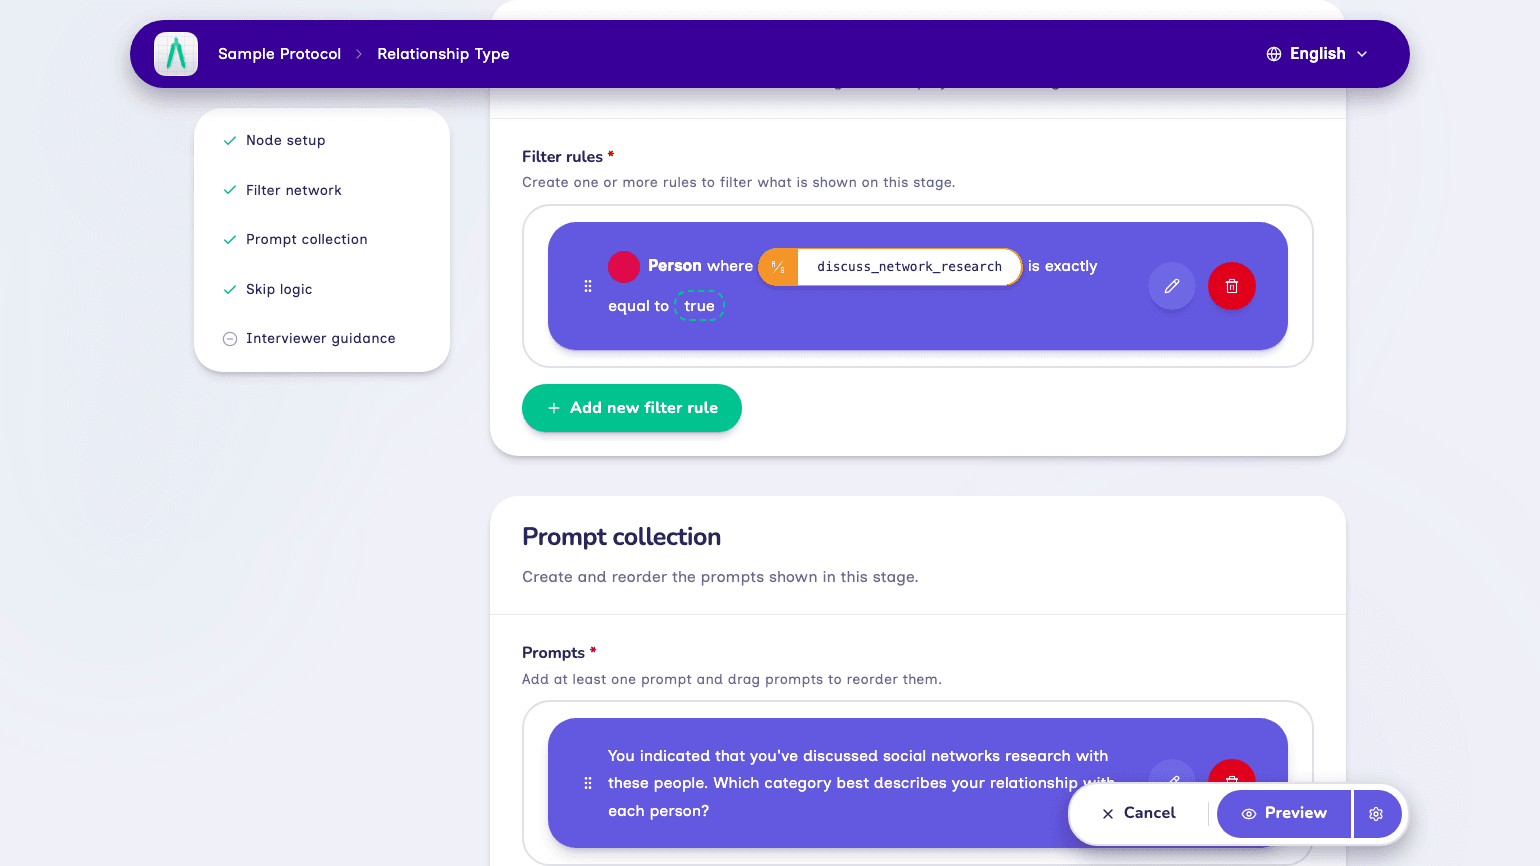 Sample Protocol
Relationship Type
English
Node setup
Filter network
Prompt collection
Skip logic
Interviewer guidance
Filter rules *
Create one or more rules to filter what is shown on this stage.
Person where discuss_network_research is exactly
equal to true
Add new filter rule
Prompt collection
Create and reorder the prompts shown in this stage.
Prompts *
Add at least one prompt and drag prompts to reorder them.
You indicated that you've discussed social networks research with
these people. Which category best describes your relationship with
each person?
Cancel
Preview